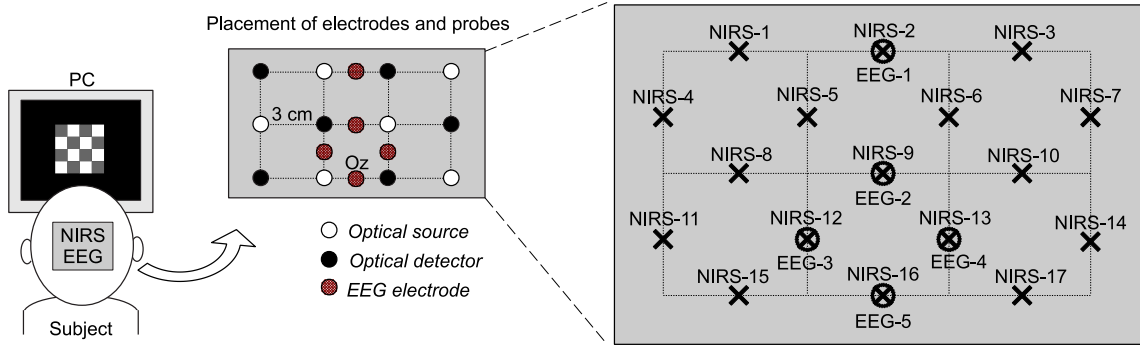 Placement of electrodes and probes
PC
3 cm
Oz
NIRS
EEG
Subject
Optical source
Optical detector
EEG electrode
NIRS-1
NIRS-2
NIRS-3
EEG-1
NIRS-4
NIRS-5
NIRS-6
NIRS-7
NIRS-8
NIRS-9
NIRS-10
EEG-2
NIRS-11
NIRS-12
NIRS-13
NIRS-14
EEG-3
EEG-4
NIRS-15
NIRS-16
NIRS-17
EEG-5